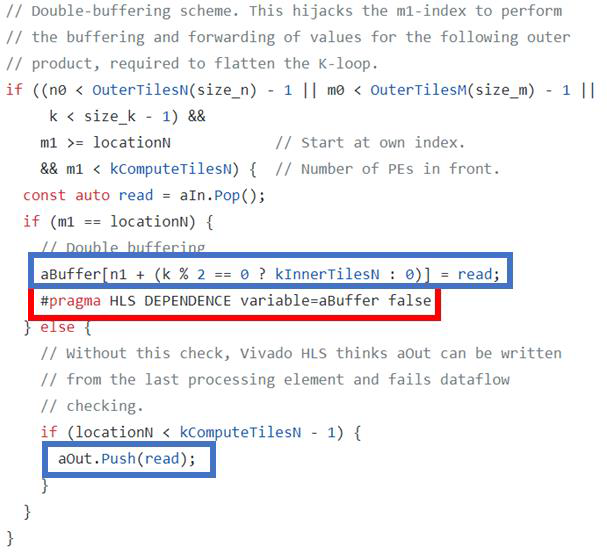 // Double-buffering scheme. This hijacks the m1-index to perform
// the buffering and forwarding of values for the following outer
// product, required to flatten the K-loop.
if ((n0 < OuterTilesN(size_n) - 1 || m0 < OuterTilesM(size_m) - 1 ||
k < size_k - 1) &&
m1 >= locationN // Start at own index.
&& m1 < kComputeTilesN) { // Number of PEs in front.
const auto read = aIn.Pop();
if (m1 == locationN) {
// Double buffering
aBuffer[n1 + (k % 2 == 0 ? kInnerTilesN : 0)] = read;
#pragma HLS DEPENDENCE variable=aBuffer false
} else {
// Without this check, Vivado HLS thinks aOut can be written
// from the last processing element and fails dataflow
// checking.
if (locationN < kComputeTilesN - 1) {
aOut.Push(read);
}
}
}